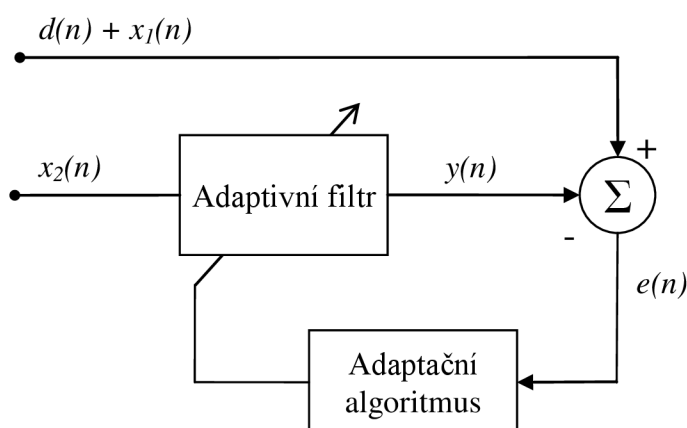 d(n) + x₁(n)
x₂(n)
Adaptivní filtr
y(n)
+
Σ
-
e(n)
Adaptační
algoritmus